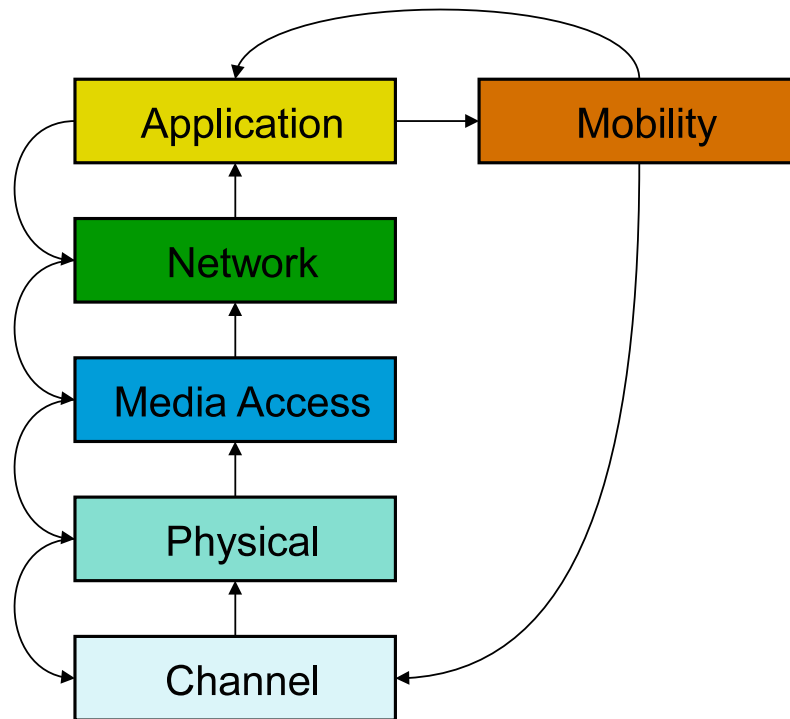 Application
Mobility
Network
Media Access
Physical
Channel